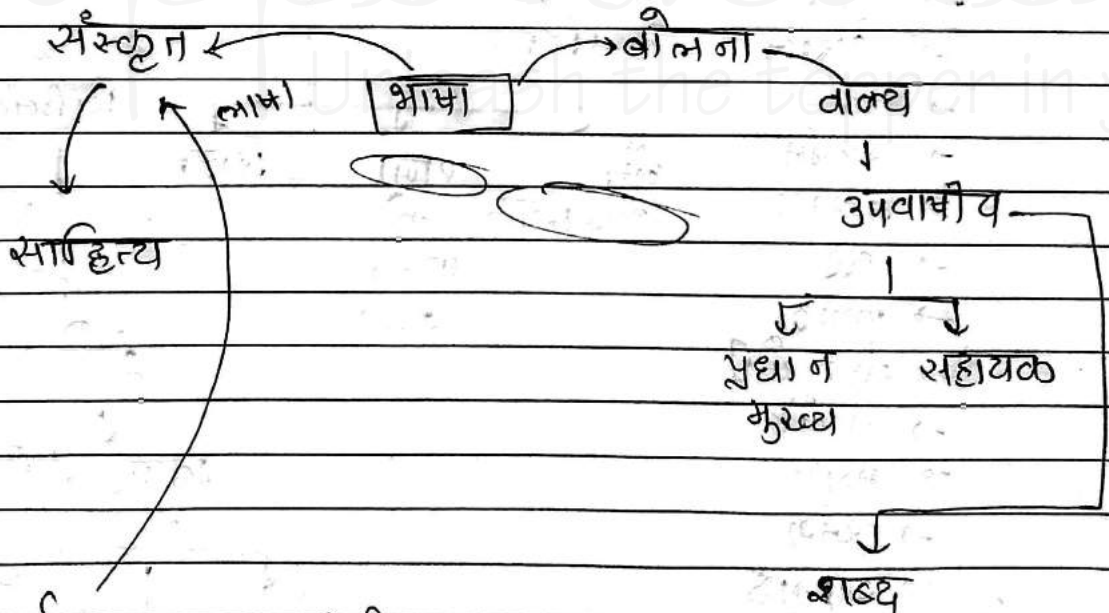 संस्कृत बोलना
भाषा भाषा वाक्य
उपवाक्य
साहित्य
प्रधान सहायक
मुख्य
शब्द